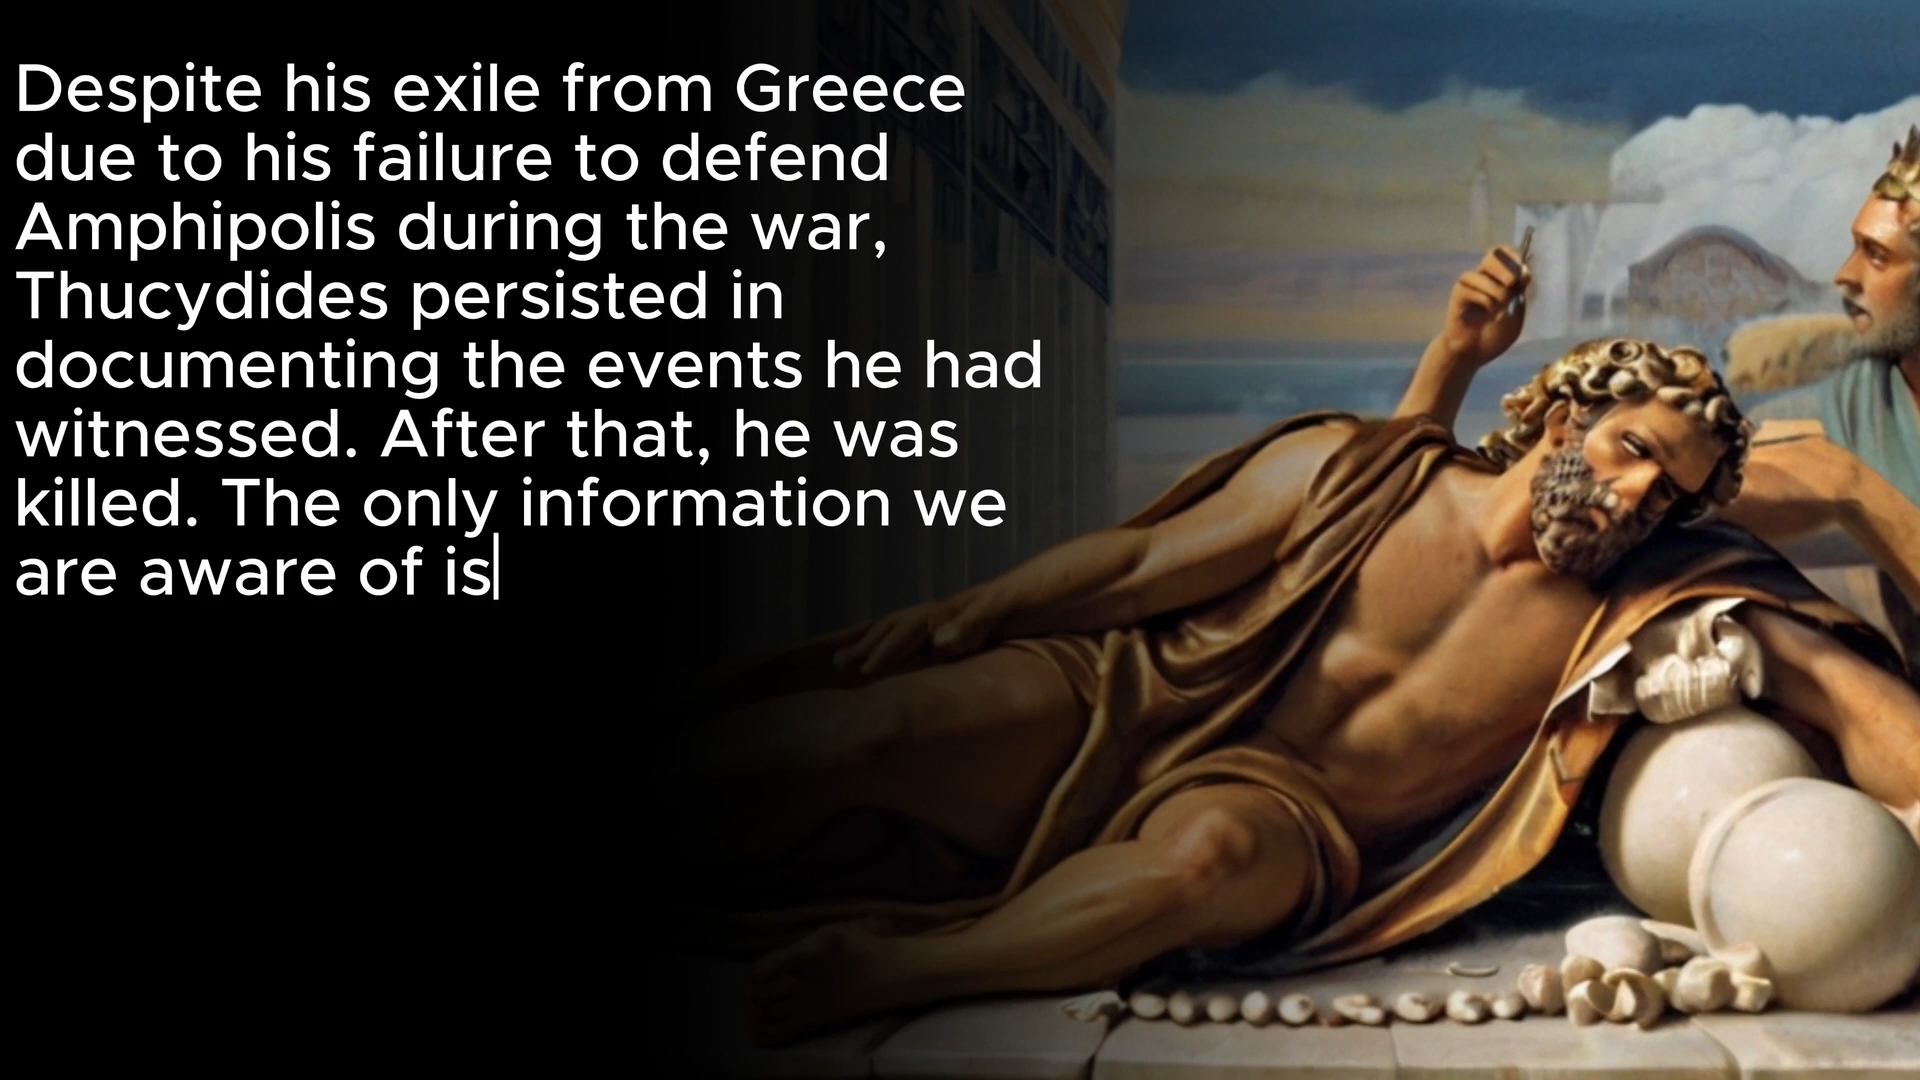 Despite his exile from Greece
due to his failure to defend
Amphipolis during the war,
Thucydides persisted in
documenting the events he had
witnessed. After that, he was
killed. The only information we
are aware of is